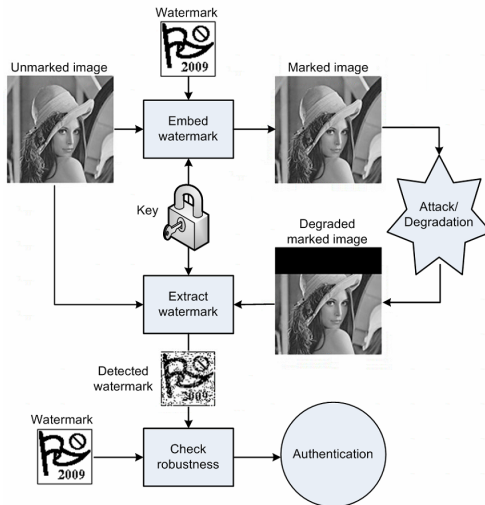 Watermark
2009
Unmarked image
Marked image
Embed
watermark
Attack/
Degradation
Key
Degraded
marked image
Extract
watermark
Detected
watermark
2009
Watermark
2009
Check
robustness
Authentication